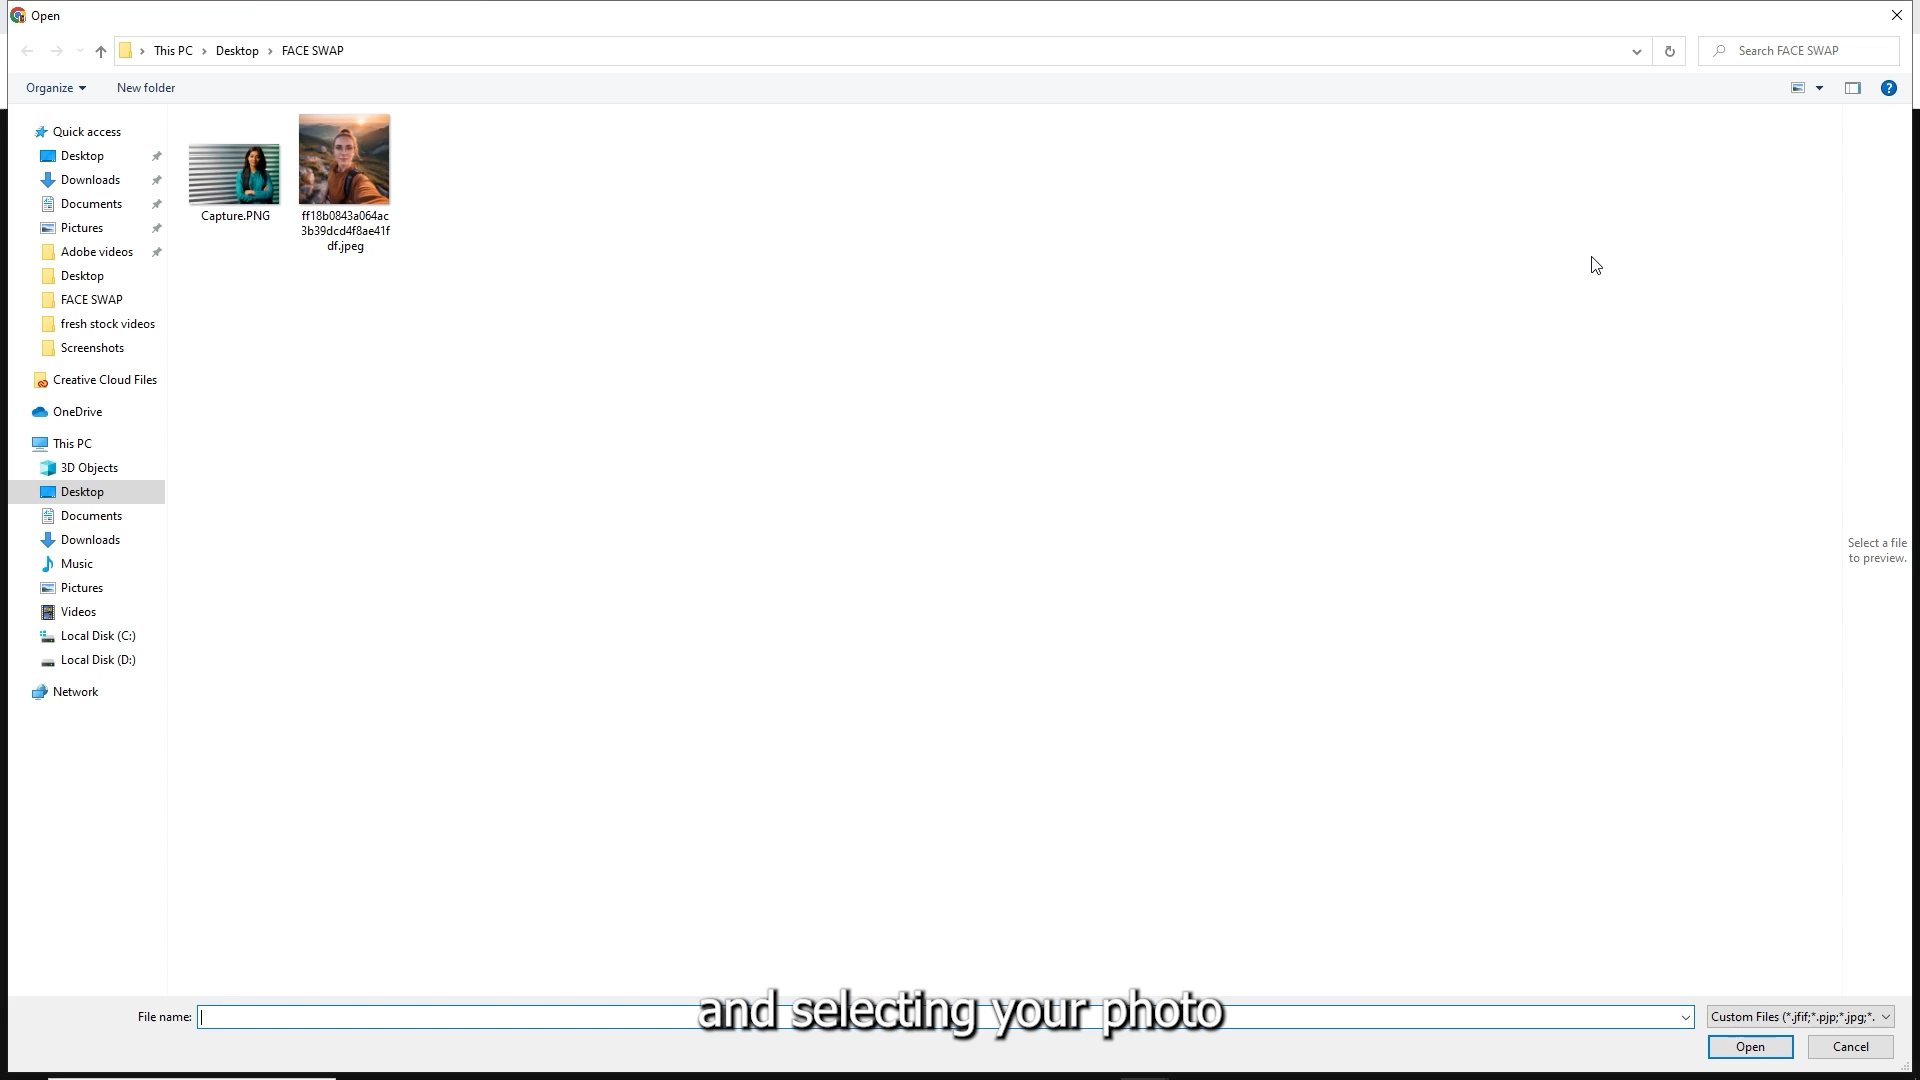 Open
This PC
Desktop
FACE SWAP
Search FACE SWAP
Organize
New folder
?
Quick access
Desktop
Downloads
Documents
Pictures
Adobe videos
Desktop
FACE SWAP
fresh stock videos
Screenshots
Creative Cloud Files
OneDrive
This PC
3D Objects
Desktop
Documents
Downloads
Music
Pictures
Videos
Local Disk (C:)
Local Disk (D:)
Network
Capture.PNG
ff18b0843a064ac
3b39dcd4f8ae41f
df.jpeg
Select a file
to preview.
File name:
Custom Files (*.jfif;*.pjp;*.jpg;*.
Open
Cancel
and selecting your photo